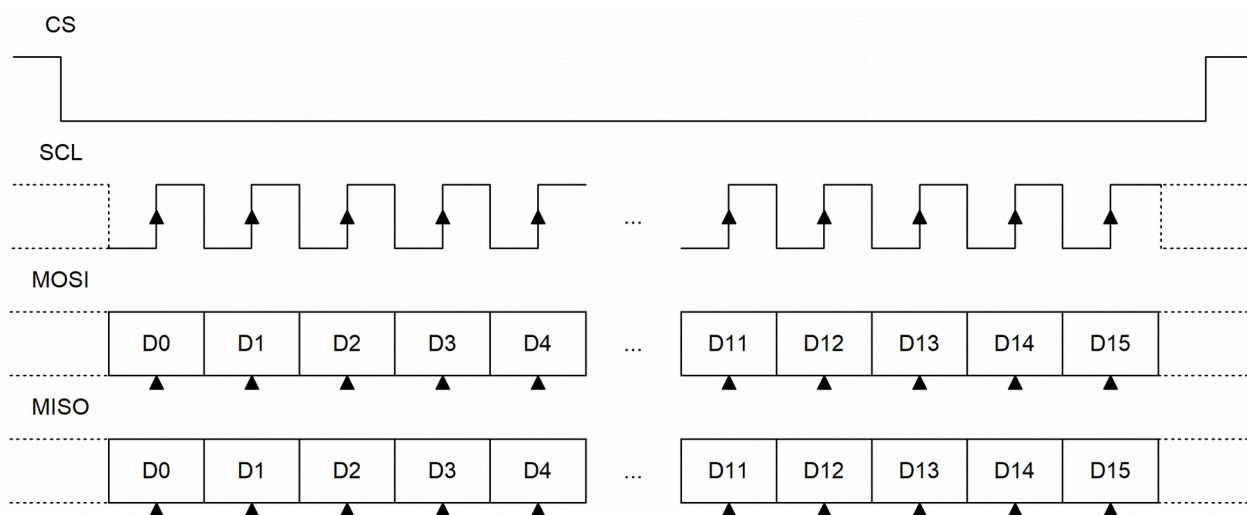 CS
SCL
...
MOSI
D0 D1 D2 D3 D4 ... D11 D12 D13 D14 D15
MISO
D0 D1 D2 D3 D4 ... D11 D12 D13 D14 D15